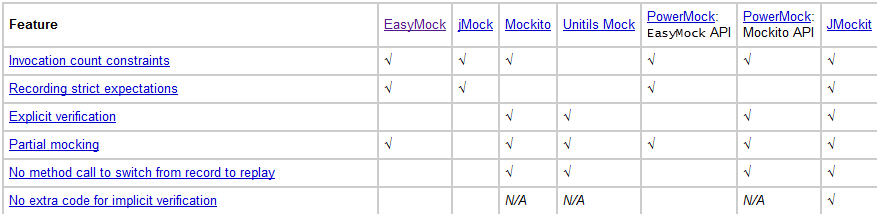 Feature EasyMock jMock Mockito Unitils Mock PowerMock: EasyMock API PowerMock: Mockito API JMockit
Invocation count constraints √ √ √ √ √ √
Recording strict expectations √ √ √ √
Explicit verification √ √ √ √
Partial mocking √ √ √ √ √ √
No method call to switch from record to replay √ √ √ √
No extra code for implicit verification N/A N/A N/A √